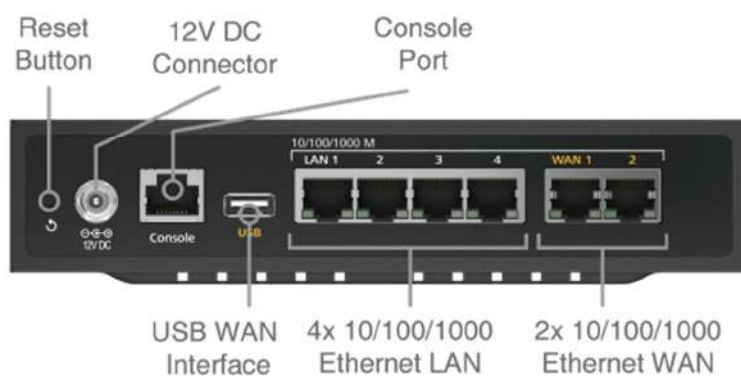 Reset
Button
12V DC
Connector
Console
Port
10/100/1000 M
LAN 1 2 3 4 WAN 1 2
12V DC
Console
USB
USB WAN
Interface
4x 10/100/1000
Ethernet LAN
2x 10/100/1000
Ethernet WAN